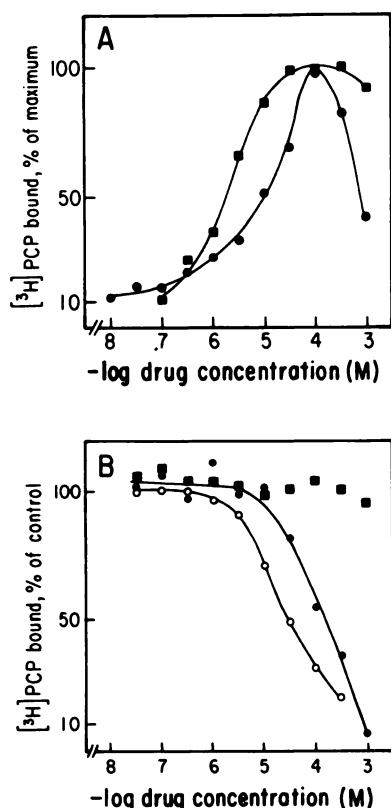 A
[³H]PCP bound, % of maximum
100
50
10
8 .7 6 5 4 3
-log drug concentration (M)
B
[³H]PCP bound, % of control
100
50
10
8 7 6 5 4 3
-log drug concentration (M)